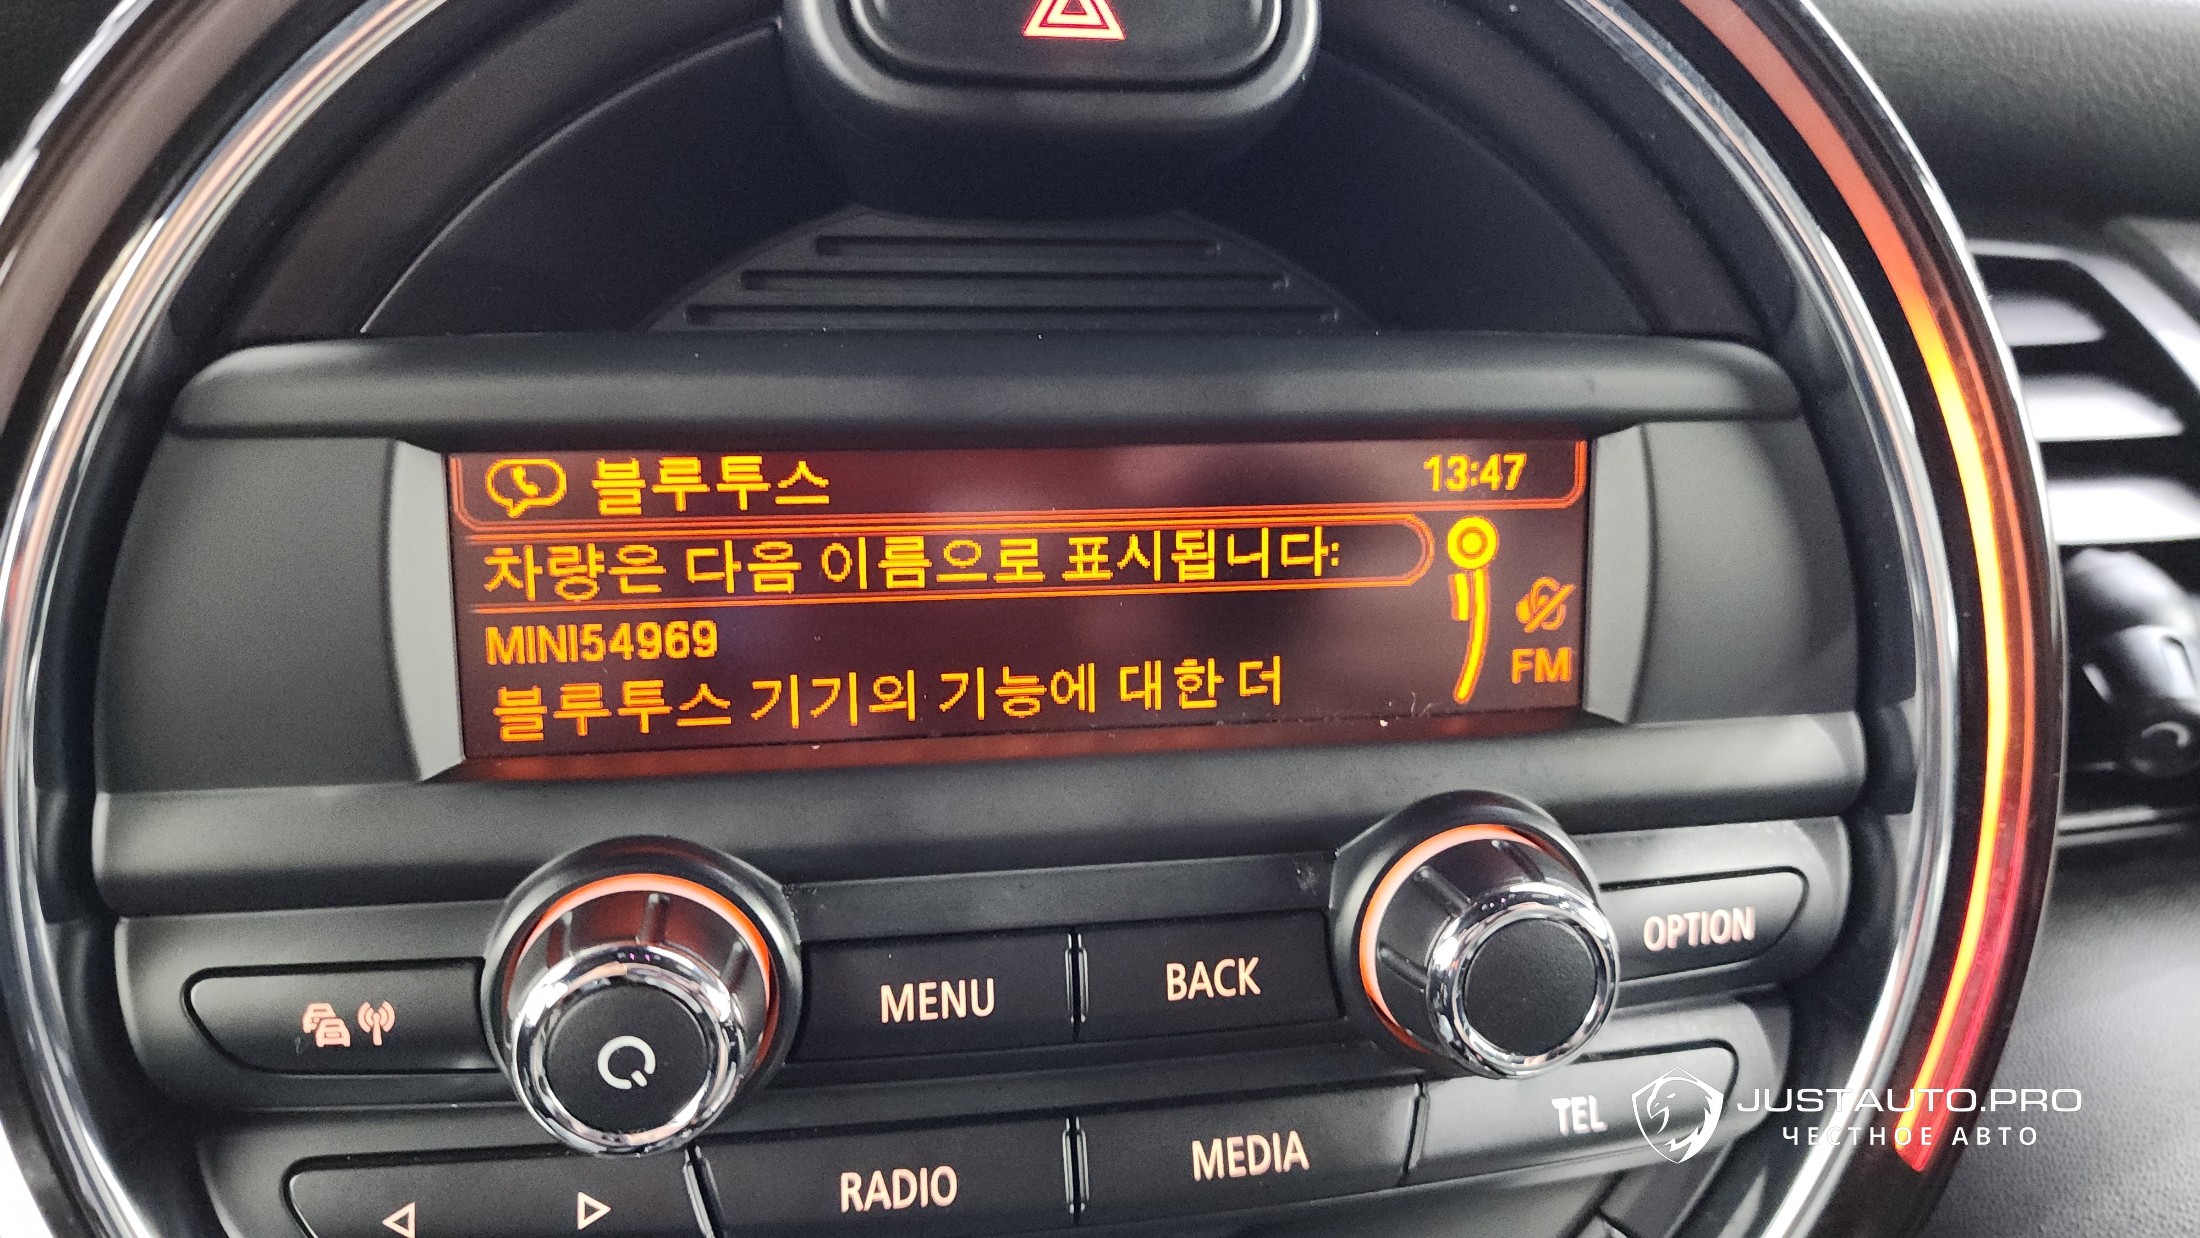 블루투스 13:47
차량은 다음 이름으로 표시됩니다:
MINI54969
블루투스 기기의 기능에 대한 더
FM
MENU BACK OPTION
RADIO MEDIA TEL
JUSTAUTO.PRO
ЧЕСТНОЕ АВТО